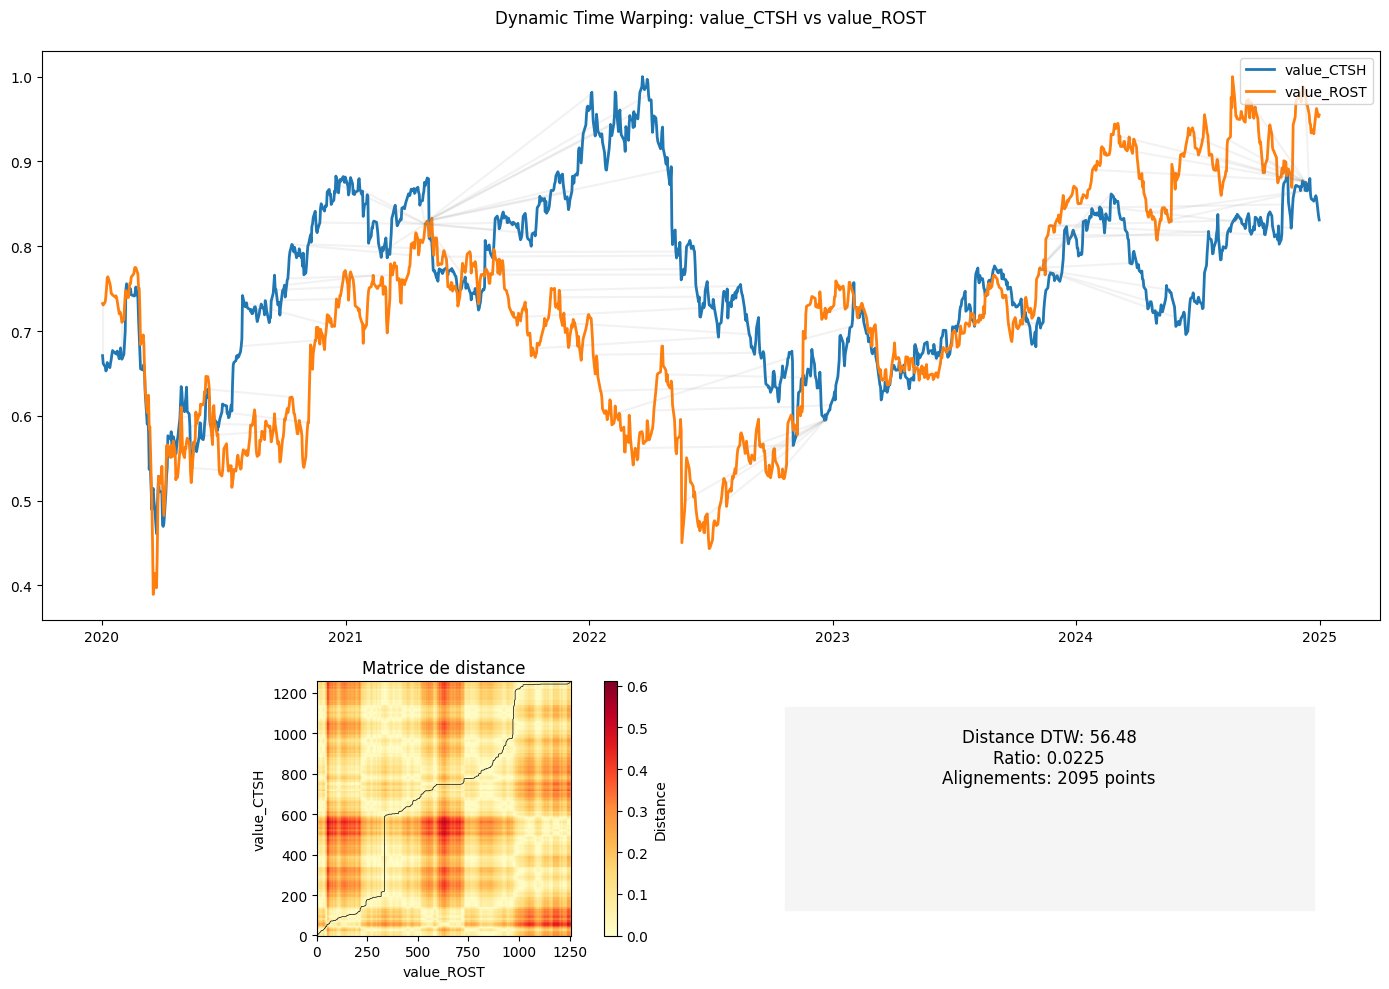 Dynamic Time Warping: value_CTSH vs value_ROST
value_CTSH
value_ROST
1.0
0.9
0.8
0.7
0.6
0.5
0.4
2020 2021 2022 2023 2024 2025
Matrice de distance
value_CTSH
1200
1000
800
600
400
200
0
0 250 500 750 1000 1250
value_ROST
0.6
0.5
0.4
0.3
0.2
0.1
0.0
Distance
Distance DTW: 56.48
Ratio: 0.0225
Alignements: 2095 points